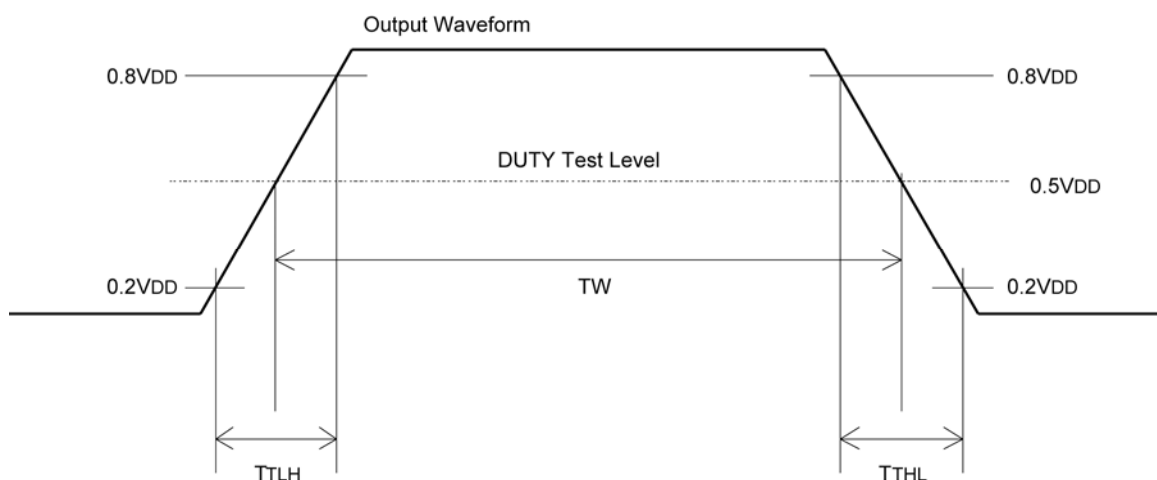 Output Waveform
0.8VDD
0.8VDD
DUTY Test Level
0.5VDD
0.2VDD
TW
0.2VDD
TTLH
TTHL